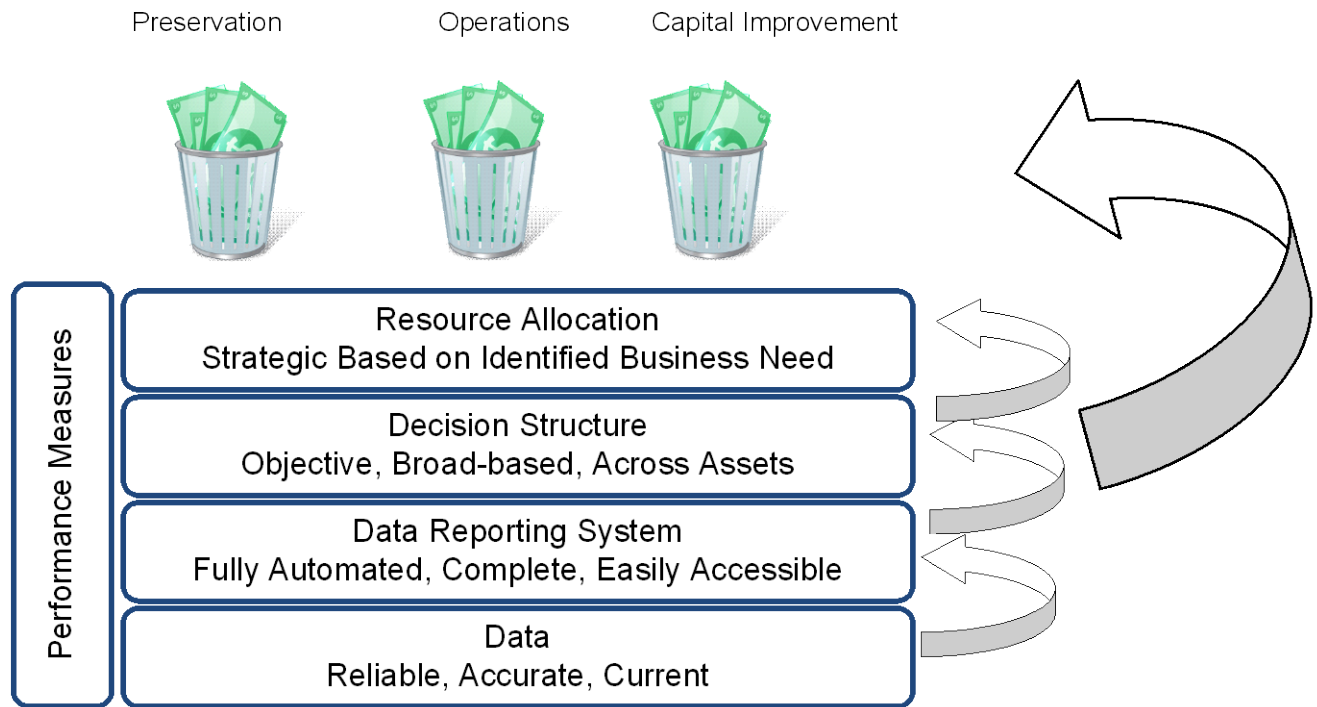 Preservation
Operations
Capital Improvement
Performance Measures
Resource Allocation
Strategic Based on Identified Business Need
Decision Structure
Objective, Broad-based, Across Assets
Data Reporting System
Fully Automated, Complete, Easily Accessible
Data
Reliable, Accurate, Current